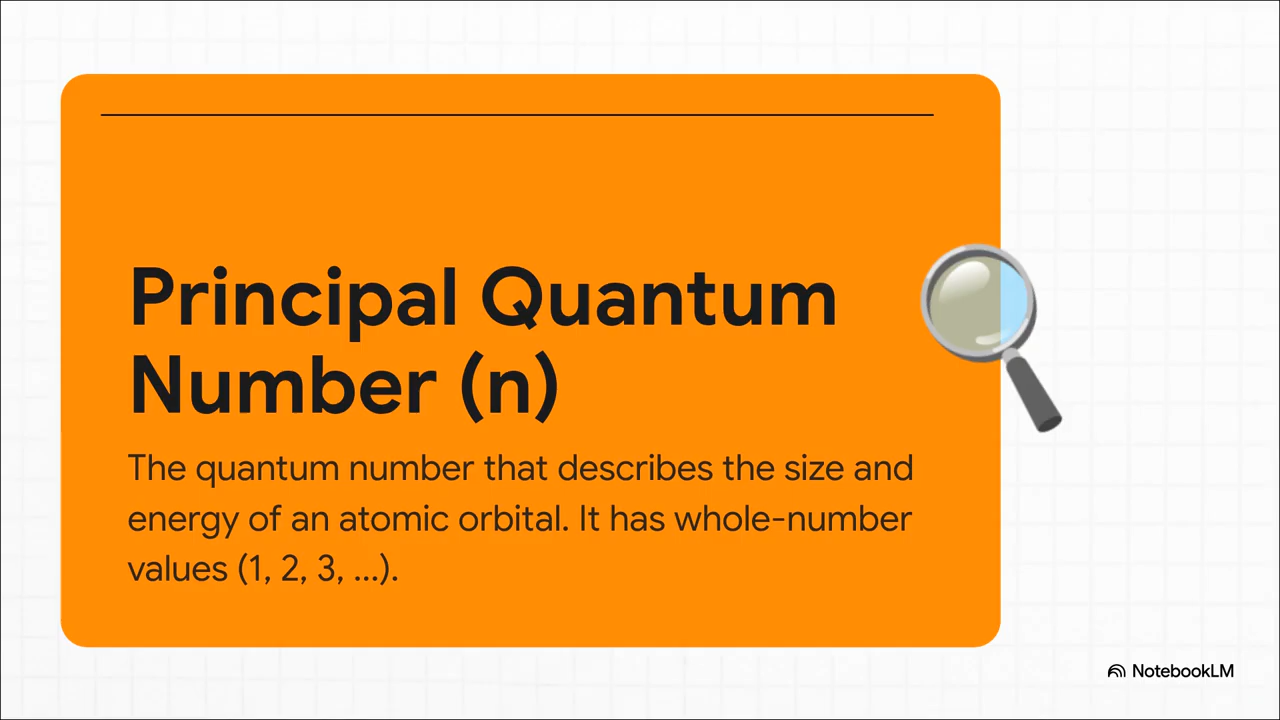 Principal Quantum
Number (n)
The quantum number that describes the size and
energy of an atomic orbital. It has whole-number
values (1, 2, 3, ...).
NotebookLM